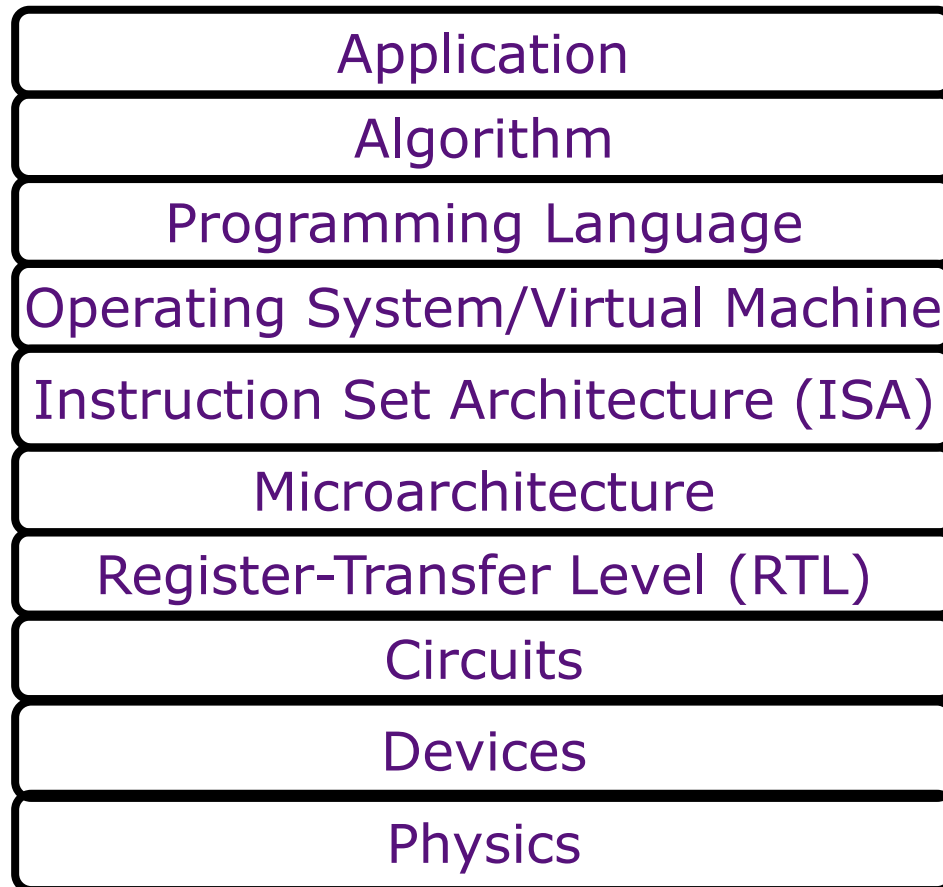 Application
Algorithm
Programming Language
Operating System/Virtual Machine
Instruction Set Architecture (ISA)
Microarchitecture
Register-Transfer Level (RTL)
Circuits
Devices
Physics